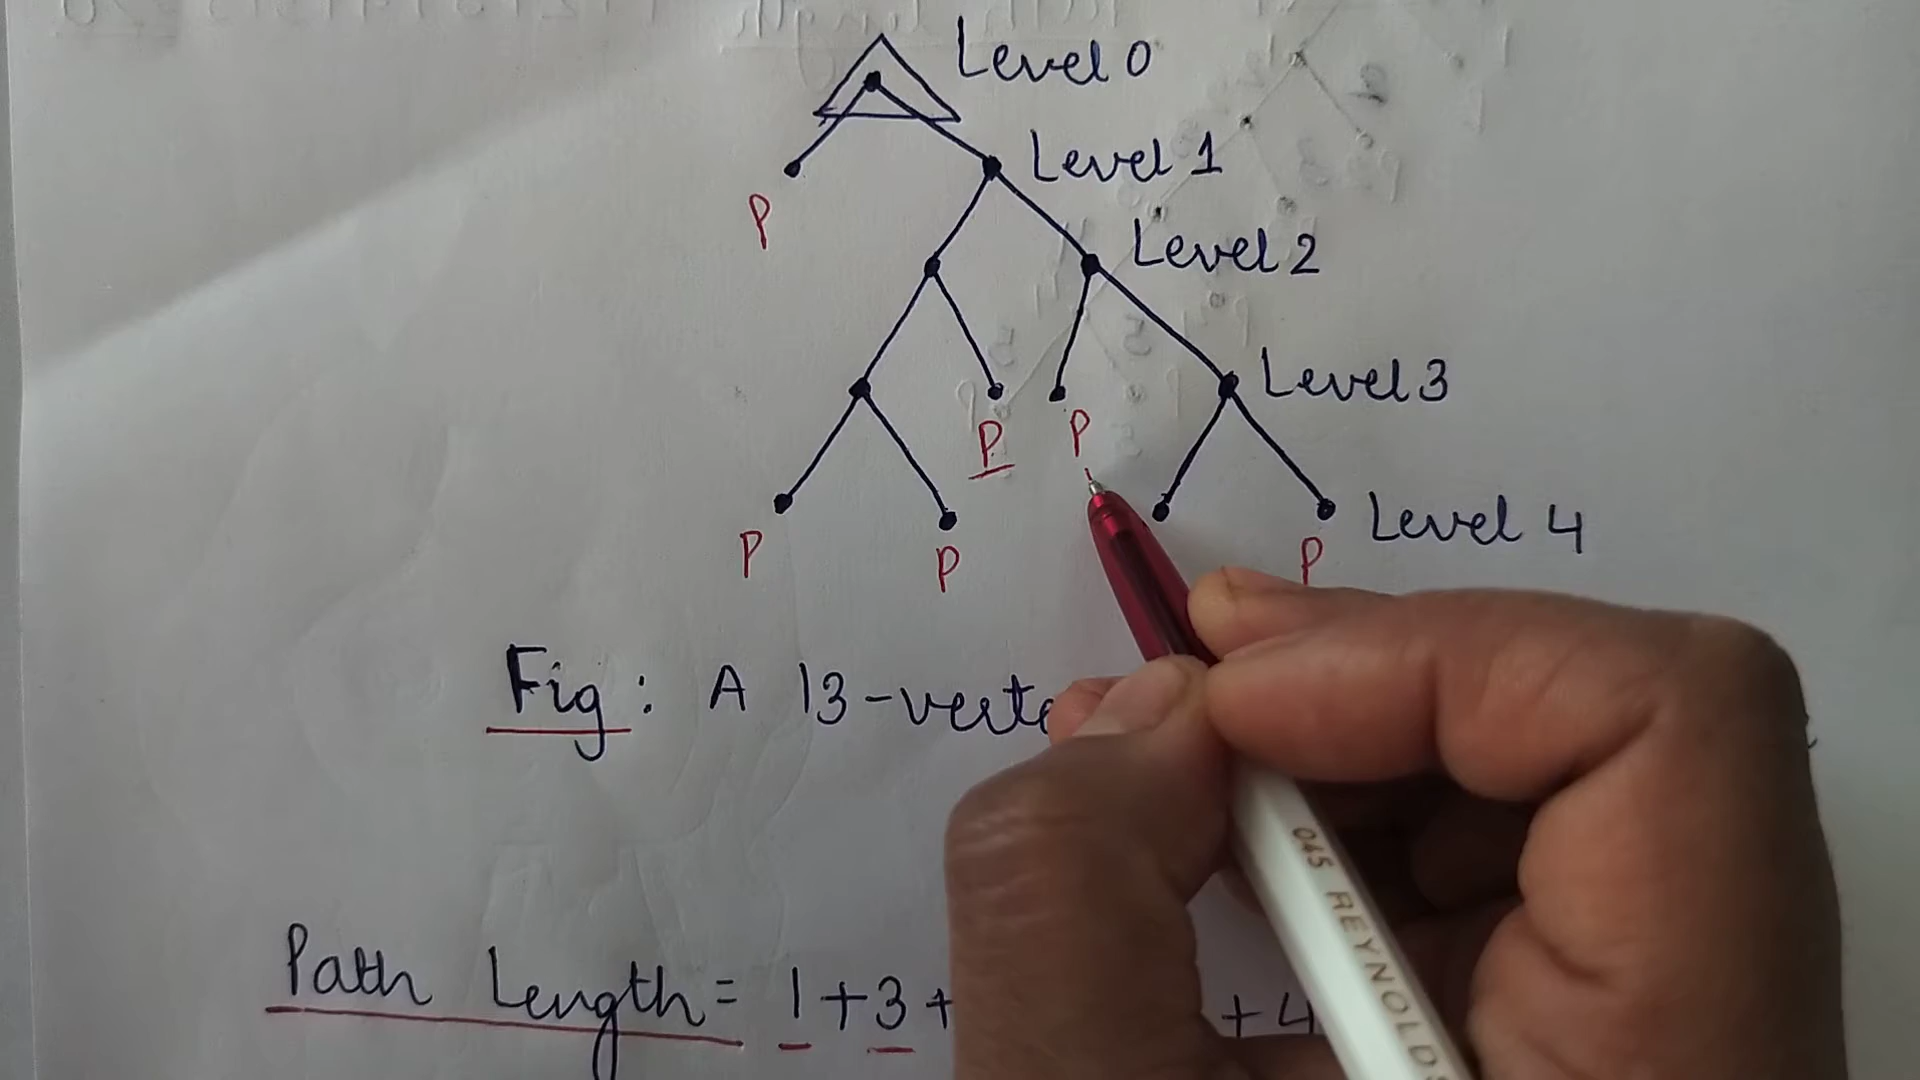 Level 0
Level 1
P
Level 2
Level 3
P P
Level 4
P P P
Fig: A 13-verte
Path Length = 1+3+ +4
045 REYNOLDS